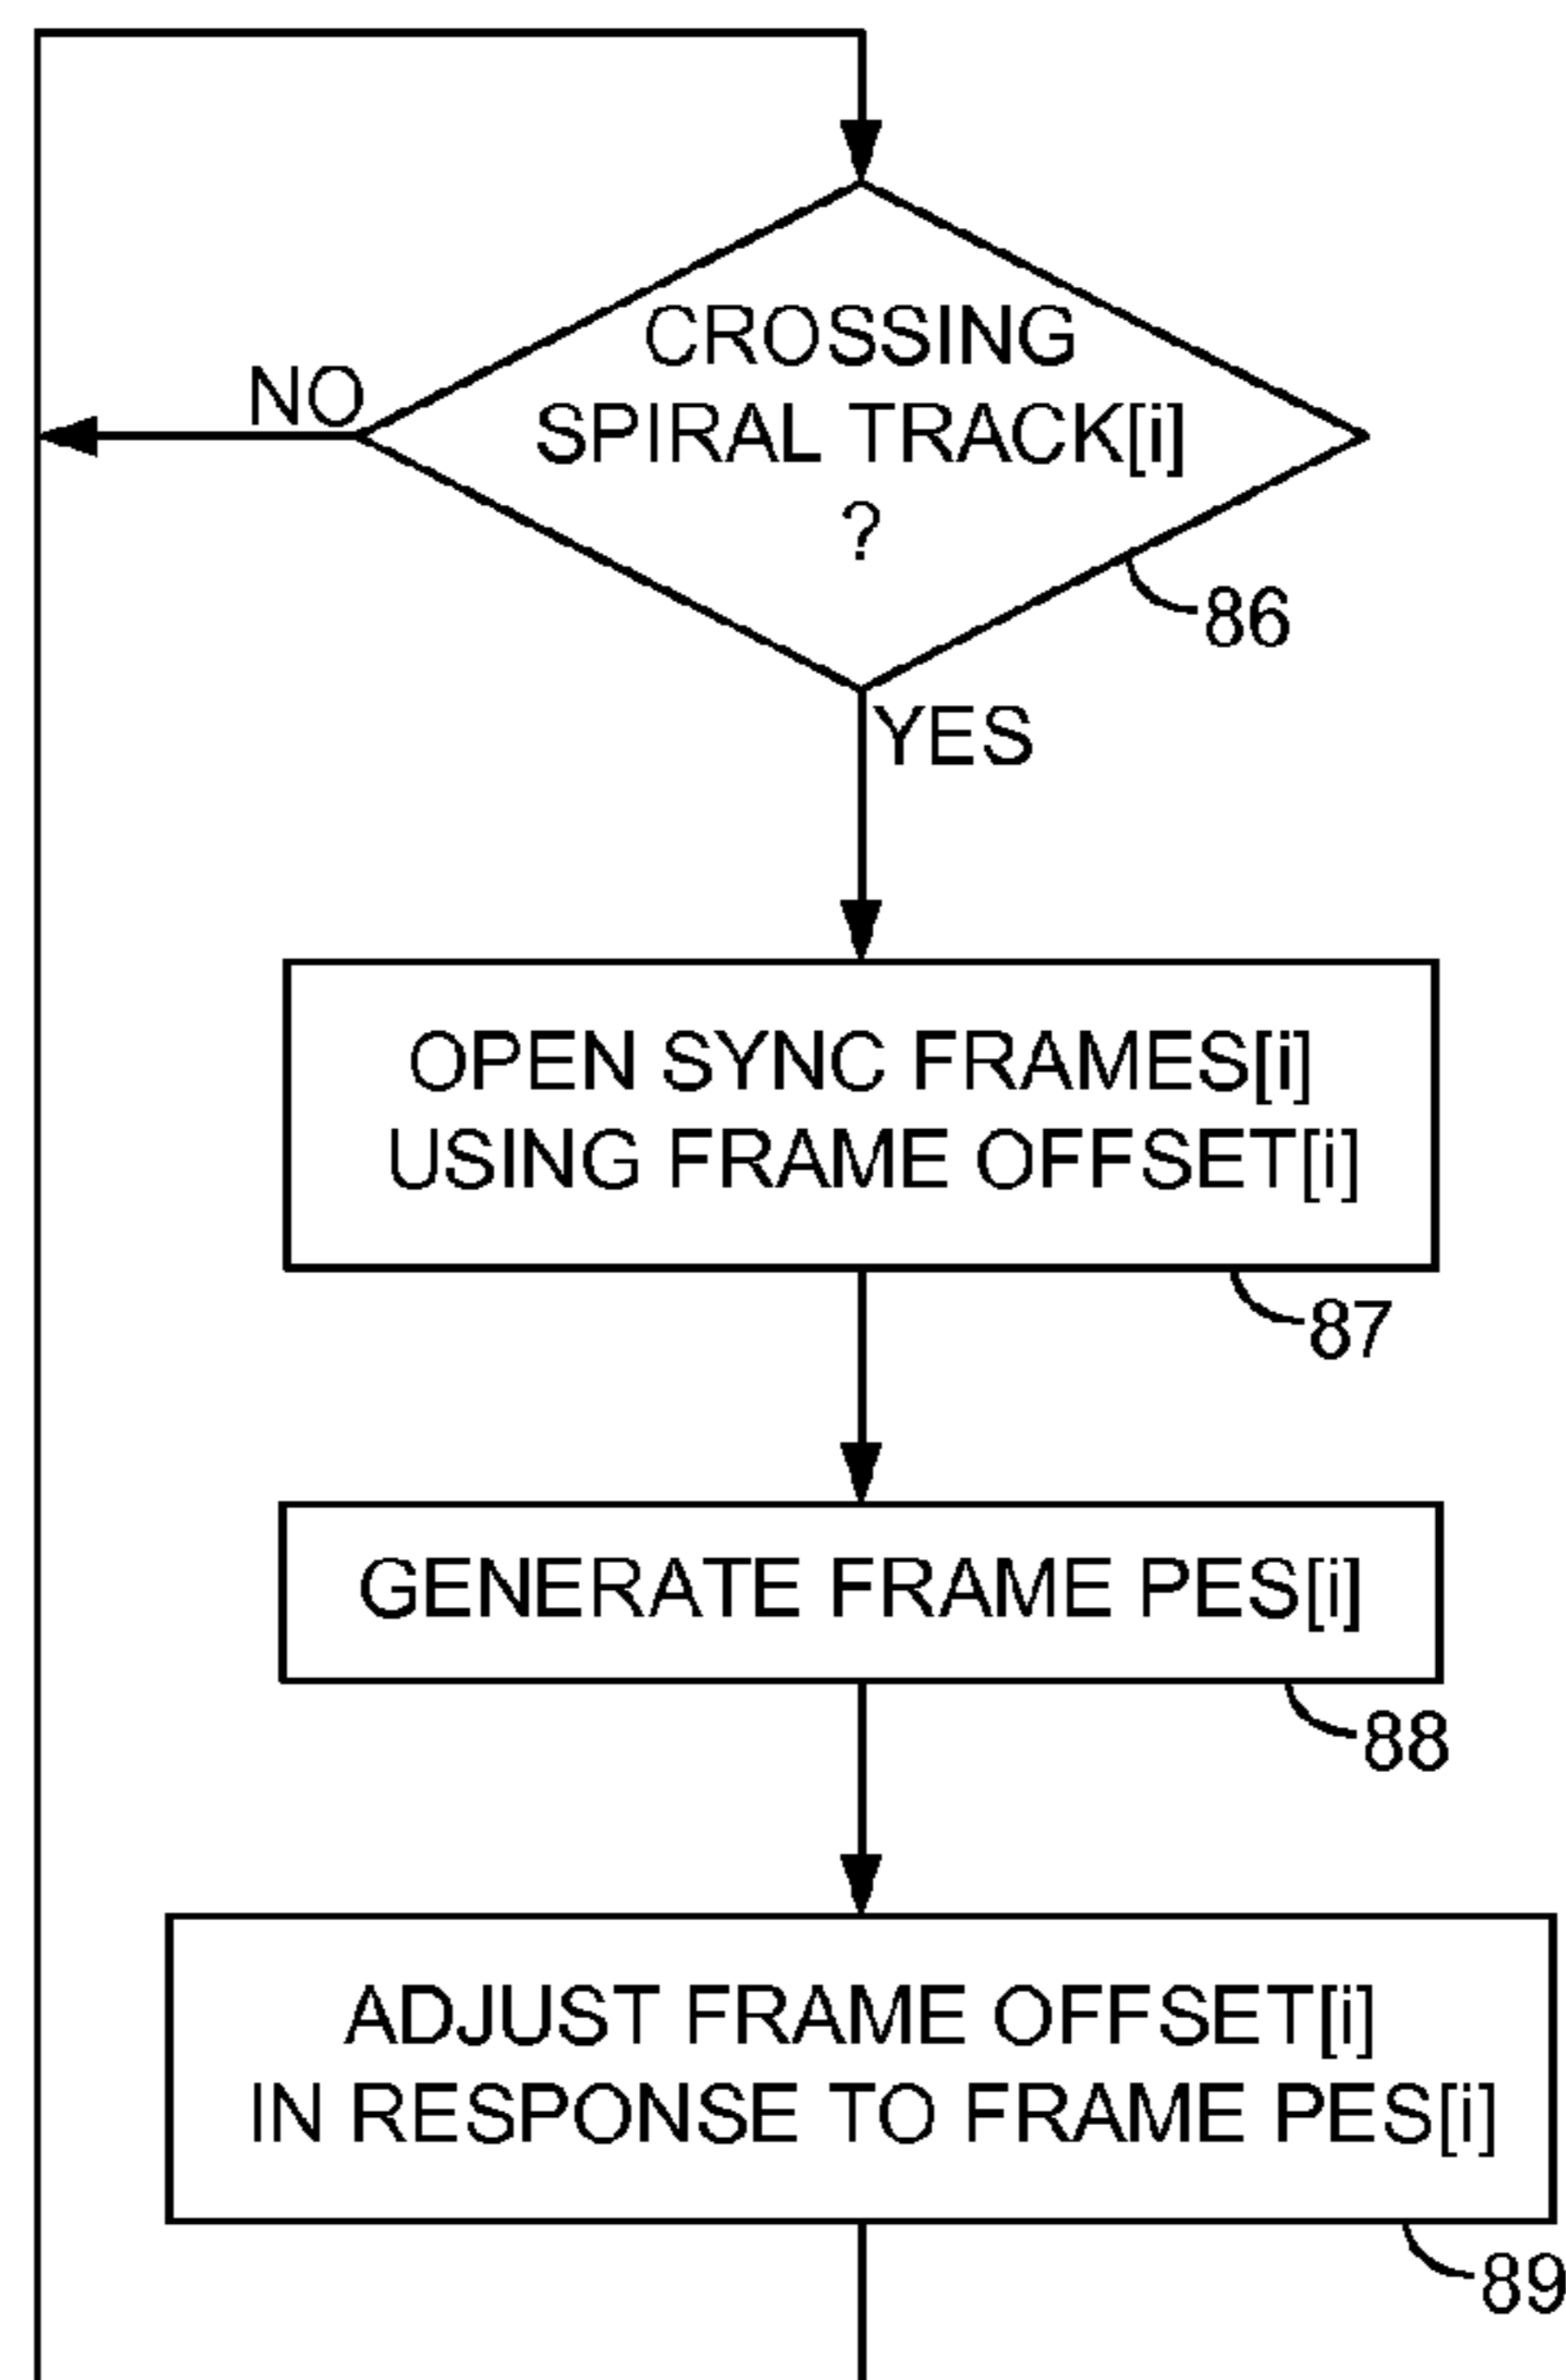 CROSSING
SPIRAL TRACK[i]
?
NO
86
YES
OPEN SYNC FRAMES[i]
USING FRAME OFFSET[i]
87
GENERATE FRAME PES[i]
88
ADJUST FRAME OFFSET[i]
IN RESPONSE TO FRAME PES[i]
89